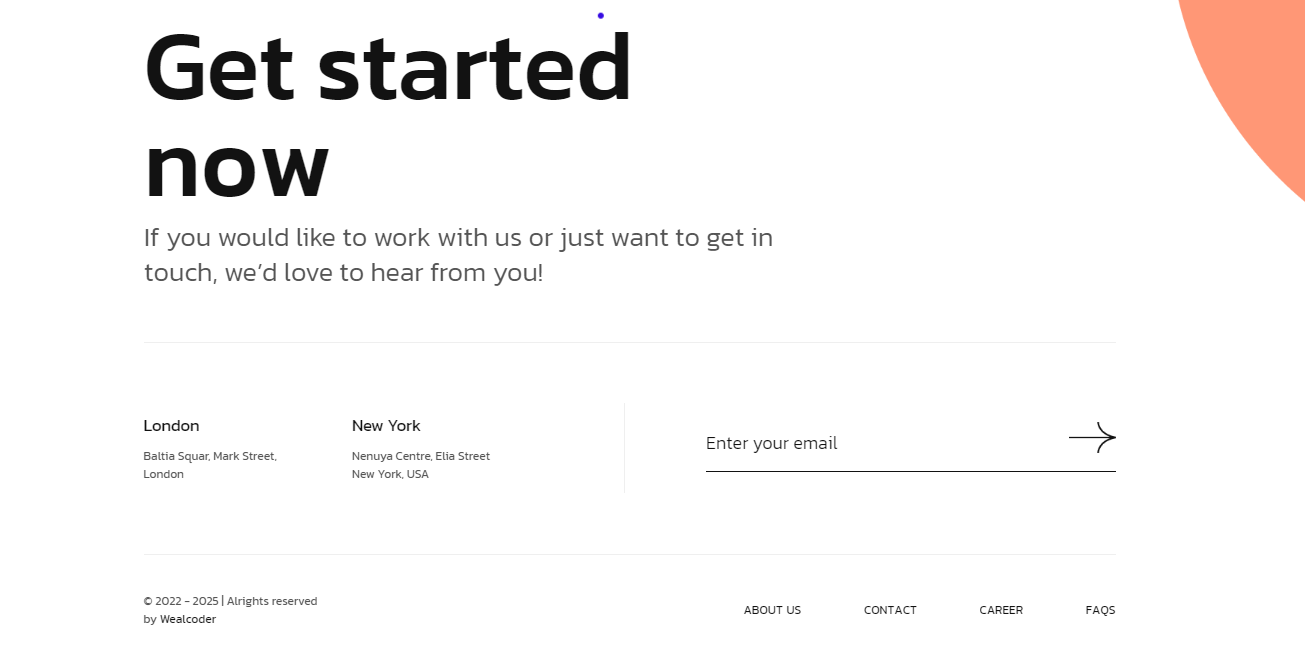 Get started
now
If you would like to work with us or just want to get in
touch, we’d love to hear from you!
London
Baltia Squar, Mark Street,
London
New York
Nenuya Centre, Elia Street
New York, USA
Enter your email
© 2022 - 2025 | Alrights reserved
by Wealcoder
ABOUT US
CONTACT
CAREER
FAQS